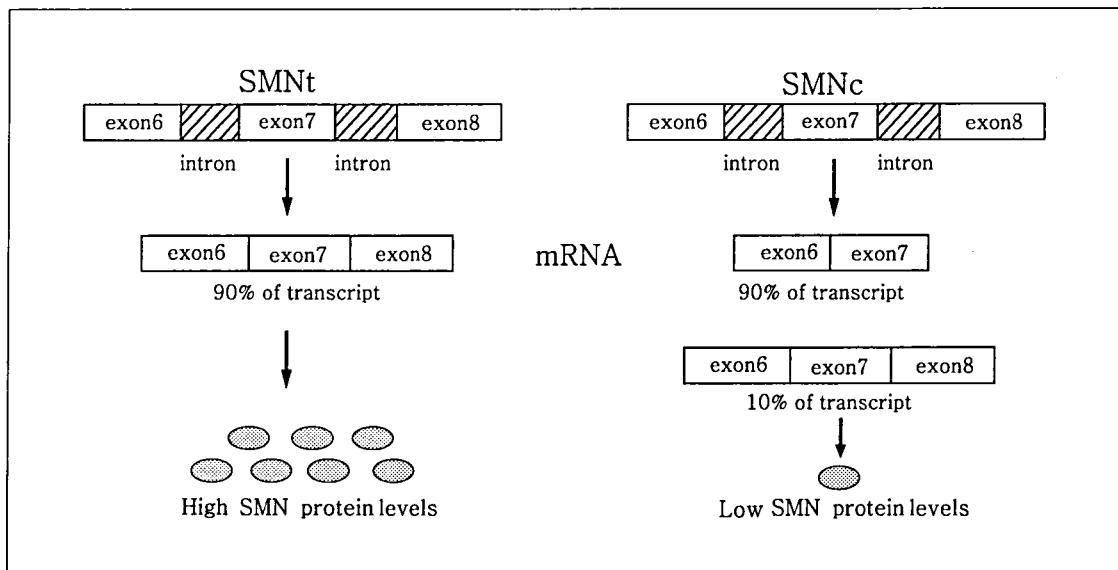 SMNt
exon6 exon7 exon8
intron intron
exon6 exon7 exon8
90% of transcript
High SMN protein levels
mRNA
SMNc
exon6 exon7 exon8
intron intron
exon6 exon7
90% of transcript
exon6 exon7 exon8
10% of transcript
Low SMN protein levels